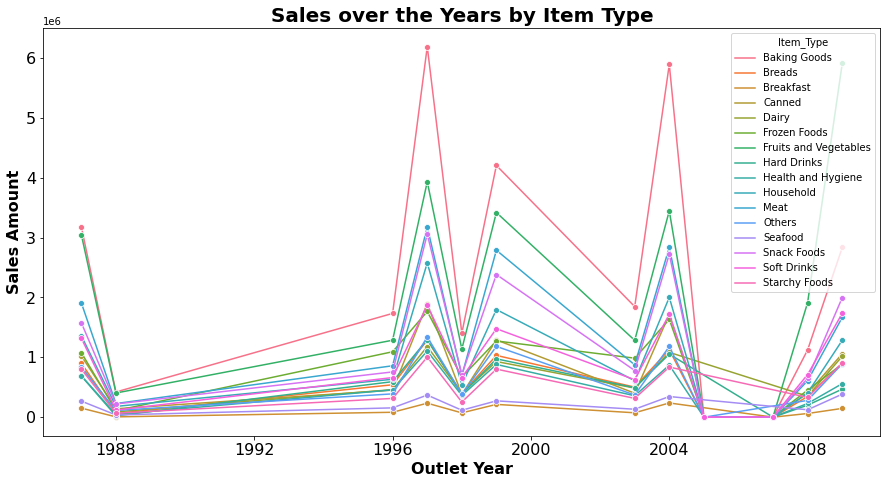 Sales over the Years by Item Type
1e6
6
5
4
3
2
1
0
Sales Amount
1988 1992 1996 2000 2004 2008
Outlet Year
Item_Type
Baking Goods
Breads
Breakfast
Canned
Dairy
Frozen Foods
Fruits and Vegetables
Hard Drinks
Health and Hygiene
Household
Meat
Others
Seafood
Snack Foods
Soft Drinks
Starchy Foods